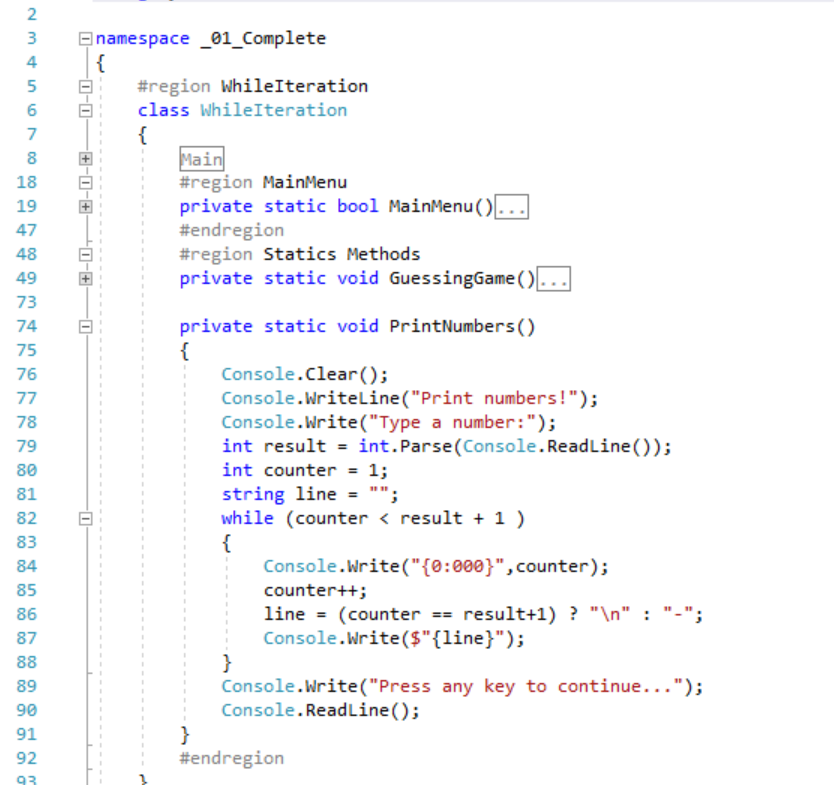 2
3 namespace _01_Complete
4 {
5 #region WhileIteration
6 class WhileIteration
7 {
8 Main
18 #region MainMenu
19 private static bool MainMenu()...
47 #endregion
48 #region Statics Methods
49 private static void GuessingGame()...
73
74 private static void PrintNumbers()
75 {
76 Console.Clear();
77 Console.WriteLine("Print numbers!");
78 Console.Write("Type a number:");
79 int result = int.Parse(Console.ReadLine());
80 int counter = 1;
81 string line = "";
82 while (counter < result + 1 )
83 {
84 Console.Write("{0:000}",counter);
85 counter++;
86 line = (counter == result+1) ? "\n" : "-";
87 Console.Write($"{line}");
88 }
89 Console.Write("Press any key to continue...");
90 Console.ReadLine();
91 }
92 #endregion
93 }